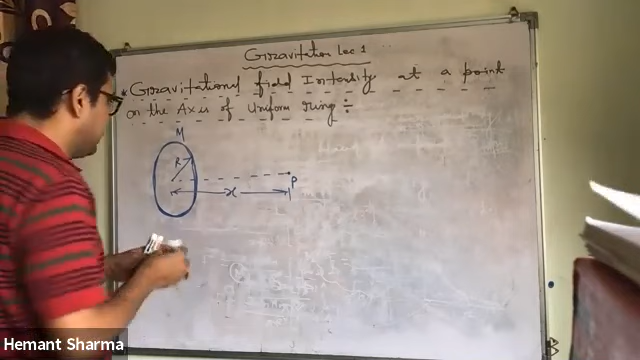 Gravitation Lec 1
* Gravitational field Intensity at a point
on the Axis of Uniform ring ÷
M
R
x
P
Hemant Sharma